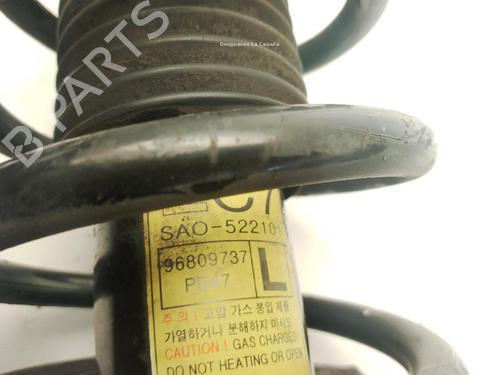 Desguaces La Cabaña
B-PARTS
C7
SAO-52210
96809737
L
PD47
주의! 고압 가스 봉입 제품
가열하거나 분해하지 마시오
CAUTION! GAS CHARGED
DO NOT HEATING OR OPEN